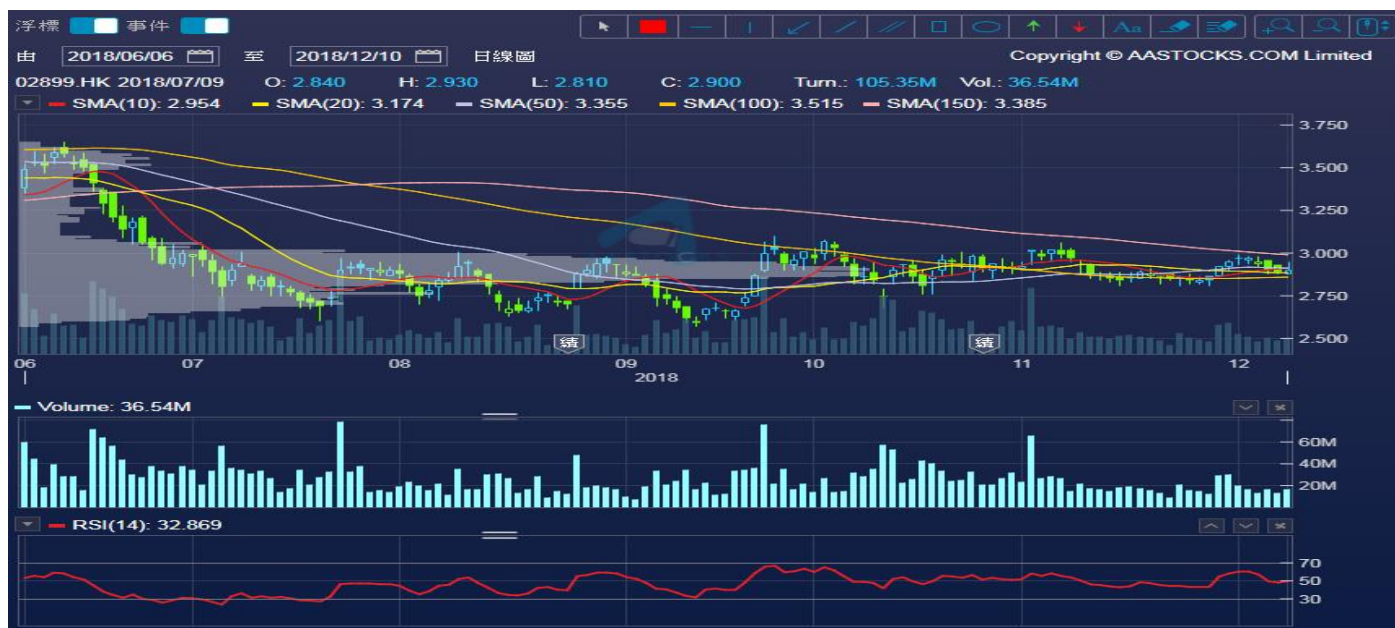 浮標 事件 Aa
由 2018/06/06 至 2018/12/10 日線圖 Copyright © AASTOCKS.COM Limited
02899.HK 2018/07/09 O: 2.840 H: 2.930 L: 2.810 C: 2.900 Turn.: 105.35M Vol.: 36.54M
SMA(10): 2.954 SMA(20): 3.174 SMA(50): 3.355 SMA(100): 3.515 SMA(150): 3.385
3.750
3.500
3.250
3.000
2.750
2.500
績 績
06 07 08 09 10 11 12
2018
Volume: 36.54M
60M
40M
20M
RSI(14): 32.869
70
50
30